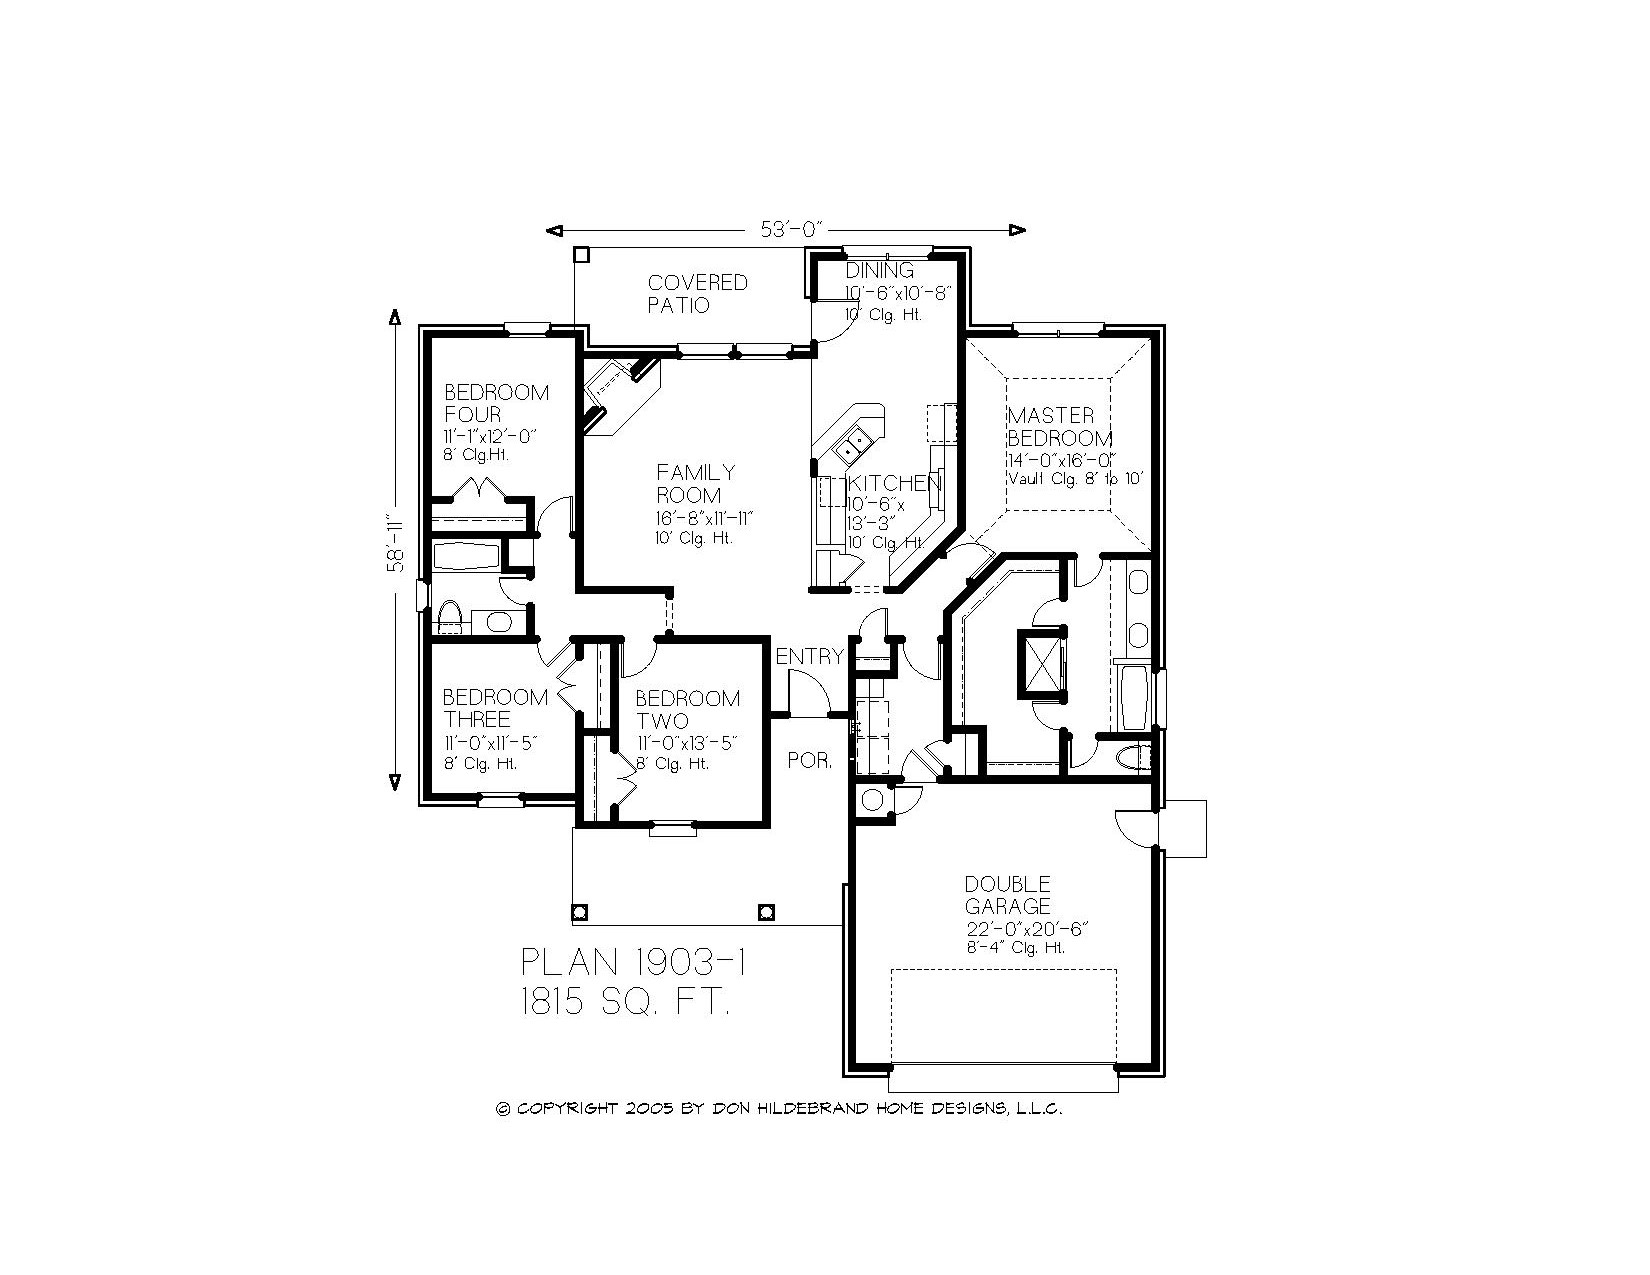 53'-0"
58'-11"
COVERED
PATIO
DINING
10'-6"x10'-8"
10' Clg. Ht.
BEDROOM
FOUR
11'-1"x12'-0"
8' Clg.Ht.
FAMILY
ROOM
16'-8"x11'-11"
10' Clg. Ht.
KITCHEN
10'-6"x
13'-3"
10' Clg. Ht.
MASTER
BEDROOM
14'-0"x16'-0"
Vault Clg. 8' to 10'
BEDROOM
THREE
11'-0"x11'-5"
8' Clg. Ht.
BEDROOM
TWO
11'-0"x13'-5"
8' Clg. Ht.
ENTRY
POR.
DOUBLE
GARAGE
22'-0"x20'-6"
8'-4" Clg. Ht.
PLAN 1903-1
1815 SQ. FT.
© COPYRIGHT 2005 BY DON HILDEBRAND HOME DESIGNS, L.L.C.